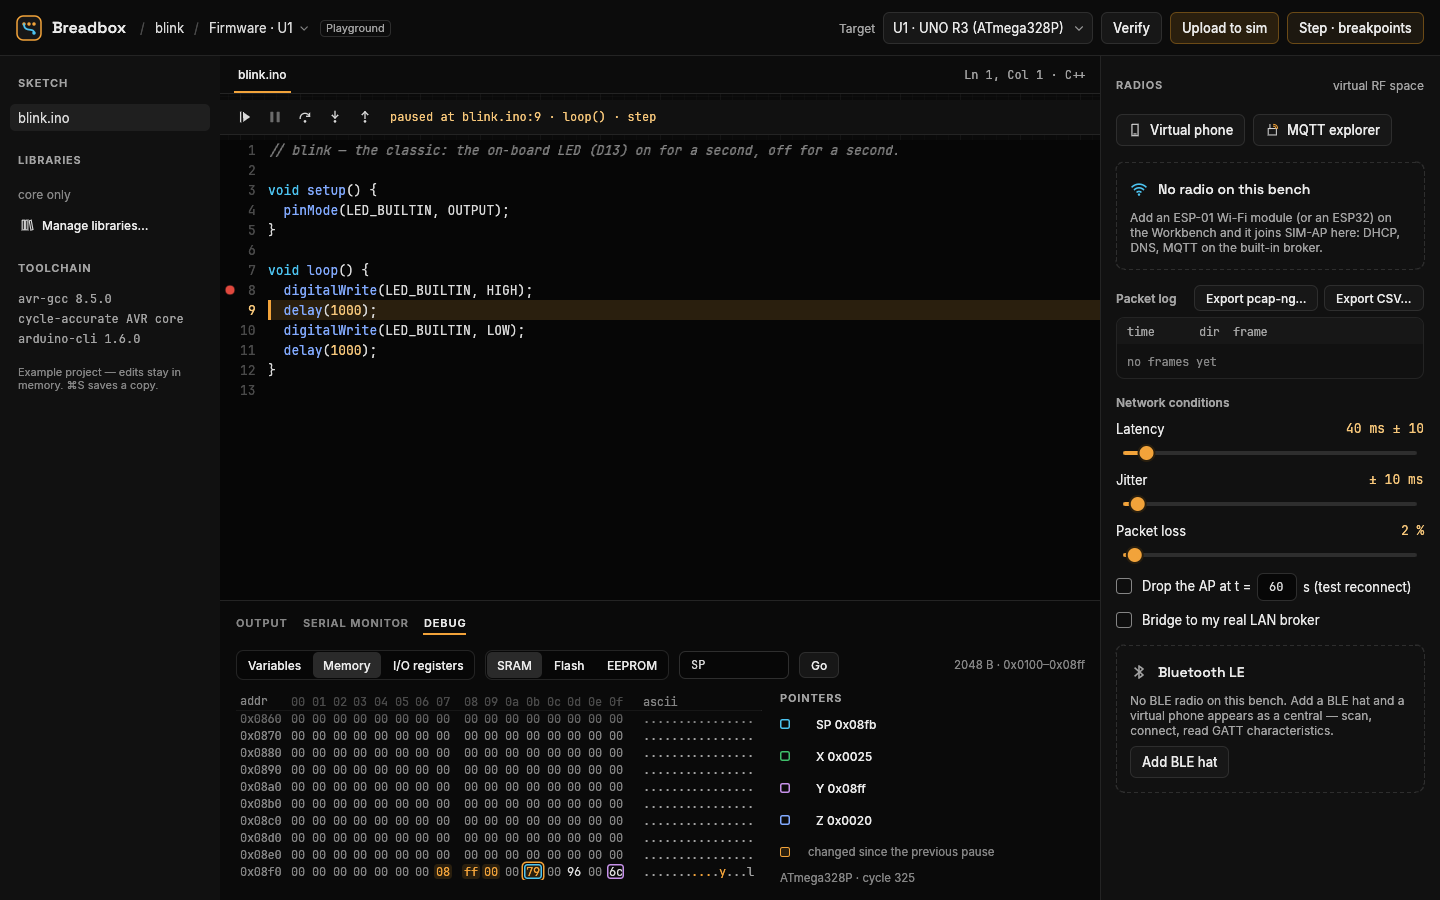 Breadbox / blink / Firmware · U1 Playground
Target U1 · UNO R3 (ATmega328P) Verify Upload to sim Step · breakpoints
SKETCH
blink.ino
LIBRARIES
core only
Manage libraries...
TOOLCHAIN
avr-gcc 8.5.0
cycle-accurate AVR core
arduino-cli 1.6.0
Example project — edits stay in
memory. ⌘S saves a copy.
blink.ino
Ln 1, Col 1 · C++
paused at blink.ino:9 · loop() · step
1 // blink — the classic: the on-board LED (D13) on for a second, off for a second.
2
3 void setup() {
4   pinMode(LED_BUILTIN, OUTPUT);
5 }
6
7 void loop() {
8   digitalWrite(LED_BUILTIN, HIGH);
9   delay(1000);
10   digitalWrite(LED_BUILTIN, LOW);
11   delay(1000);
12 }
13
OUTPUT SERIAL MONITOR DEBUG
Variables Memory I/O registers SRAM Flash EEPROM SP Go 2048 B · 0x0100–0x08ff
addr 00 01 02 03 04 05 06 07 08 09 0a 0b 0c 0d 0e 0f ascii
0x0860 00 00 00 00 00 00 00 00 00 00 00 00 00 00 00 00 ................
0x0870 00 00 00 00 00 00 00 00 00 00 00 00 00 00 00 00 ................
0x0880 00 00 00 00 00 00 00 00 00 00 00 00 00 00 00 00 ................
0x0890 00 00 00 00 00 00 00 00 00 00 00 00 00 00 00 00 ................
0x08a0 00 00 00 00 00 00 00 00 00 00 00 00 00 00 00 00 ................
0x08b0 00 00 00 00 00 00 00 00 00 00 00 00 00 00 00 00 ................
0x08c0 00 00 00 00 00 00 00 00 00 00 00 00 00 00 00 00 ................
0x08d0 00 00 00 00 00 00 00 00 00 00 00 00 00 00 00 00 ................
0x08e0 00 00 00 00 00 00 00 00 00 00 00 00 00 00 00 00 ................
0x08f0 00 00 00 00 00 00 00 08 ff 00 00 79 00 96 00 6c ...........y...l
POINTERS
SP 0x08fb
X 0x0025
Y 0x08ff
Z 0x0020
changed since the previous pause
ATmega328P · cycle 325
RADIOS virtual RF space
Virtual phone MQTT explorer
No radio on this bench
Add an ESP-01 Wi-Fi module (or an ESP32) on
the Workbench and it joins SIM-AP here: DHCP,
DNS, MQTT on the built-in broker.
Packet log Export pcap-ng... Export CSV...
time dir frame
no frames yet
Network conditions
Latency 40 ms ± 10
Jitter ± 10 ms
Packet loss 2 %
Drop the AP at t = 60 s (test reconnect)
Bridge to my real LAN broker
Bluetooth LE
No BLE radio on this bench. Add a BLE hat and a
virtual phone appears as a central — scan,
connect, read GATT characteristics.
Add BLE hat